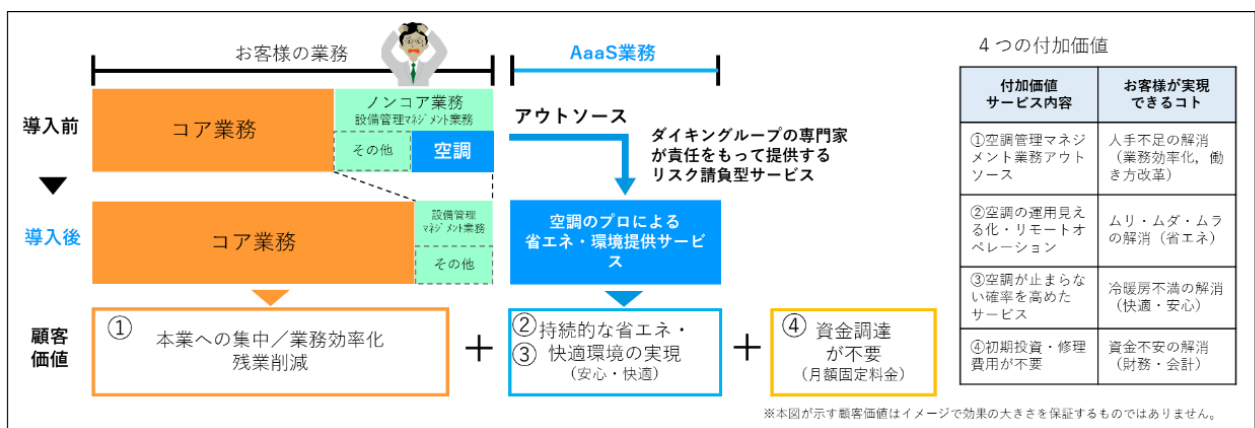 お客様の業務
AaaS業務
導入前
コア業務
ノンコア業務
設備管理マネジメント業務
その他
空調
アウトソース
ダイキングループの専門家
が責任をもって提供する
リスク請負型サービス
導入後
コア業務
設備管理
マネジメント業務
その他
空調のプロによる
省エネ・環境提供サービ
ス
顧客
価値
①
本業への集中／業務効率化
残業削減
＋
②持続的な省エネ・
③快適環境の実現
（安心・快適）
＋
④
資金調達
が不要
（月額固定料金）
4つの付加価値
付加価値
サービス内容
お客様が実現
できるコト
①空調管理マネ
ジメント業務アウト
ソース
人手不足の解消
（業務効率化，働
き方改革）
②空調の運用見え
る化・リモートオ
ペレーション
ムリ・ムダ・ムラ
の解消（省エネ）
③空調が止まらな
い確率を高めた
サービス
冷暖房不満の解消
（快適・安心）
④初期投資・修理
費用が不要
資金不安の解消
（財務・会計）
※本図が示す顧客価値はイメージで効果の大きさを保証するものではありません。